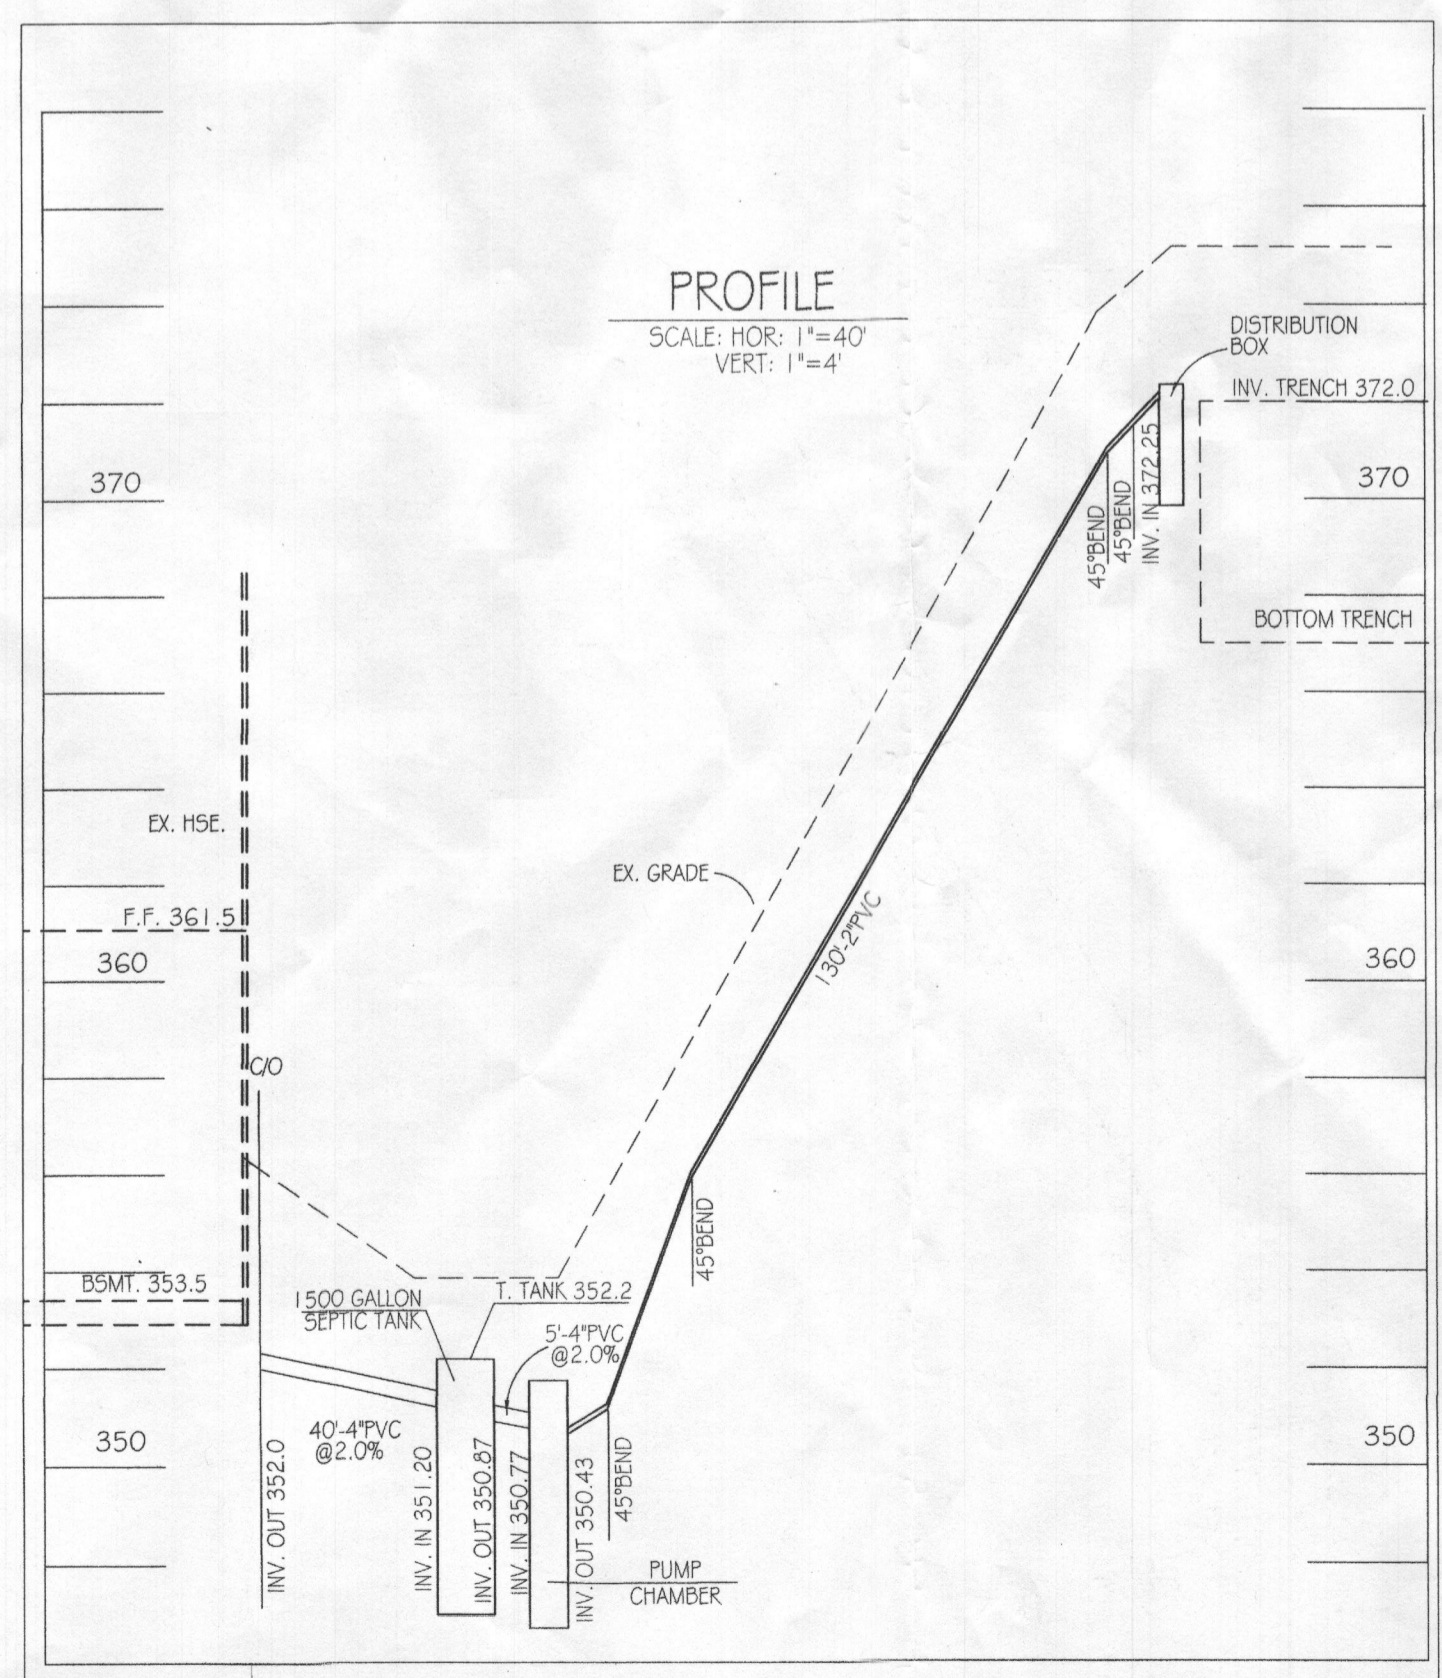 PROFILE
SCALE: HOR: 1"=40'
VERT: 1"=4'
DISTRIBUTION
BOX
INV. TRENCH 372.0
370
370
45°BEND
45°BEND
INV. IN 372.25
BOTTOM TRENCH
EX. HSE.
EX. GRADE
F.F. 361.5
130'-2"PVC
360
360
C/O
45°BEND
BSMT. 353.5
1500 GALLON
SEPTIC TANK
T. TANK 352.2
5'-4"PVC
@2.0%
40'-4"PVC
@2.0%
350
350
INV. OUT 352.0
INV. IN 351.20
INV. OUT 350.87
INV. IN 350.77
INV. OUT 350.43
45°BEND
PUMP
CHAMBER